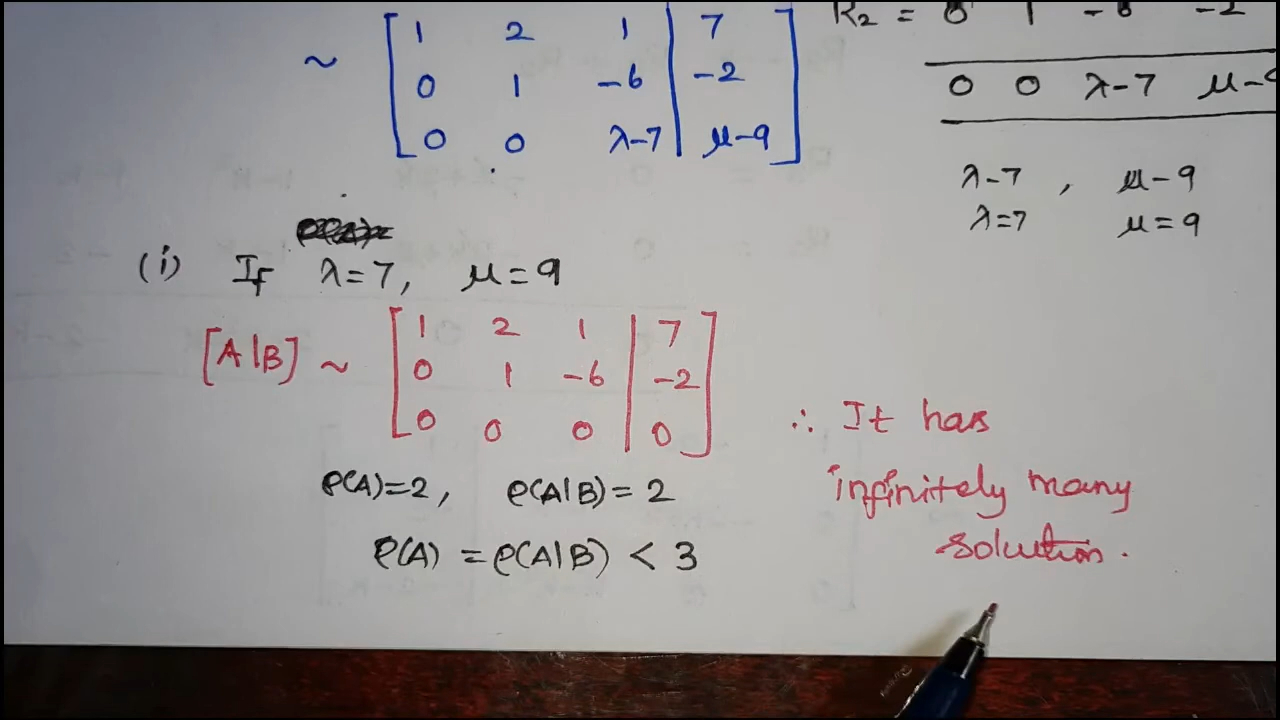 R2 = 0 1 -6 -2
0 0 λ-7 μ-9
~ [ 1 2 1 | 7 ]
[ 0 1 -6 | -2 ]
[ 0 0 λ-7 | μ-9 ]
λ-7 , μ-9
λ=7 μ=9
(i) If λ=7, μ=9
[A|B] ~ [ 1 2 1 | 7 ]
[ 0 1 -6 | -2 ]
[ 0 0 0 | 0 ]
ρ(A)=2, ρ(A|B)=2
ρ(A) = ρ(A|B) < 3
∴ It has
infinitely many
solution.